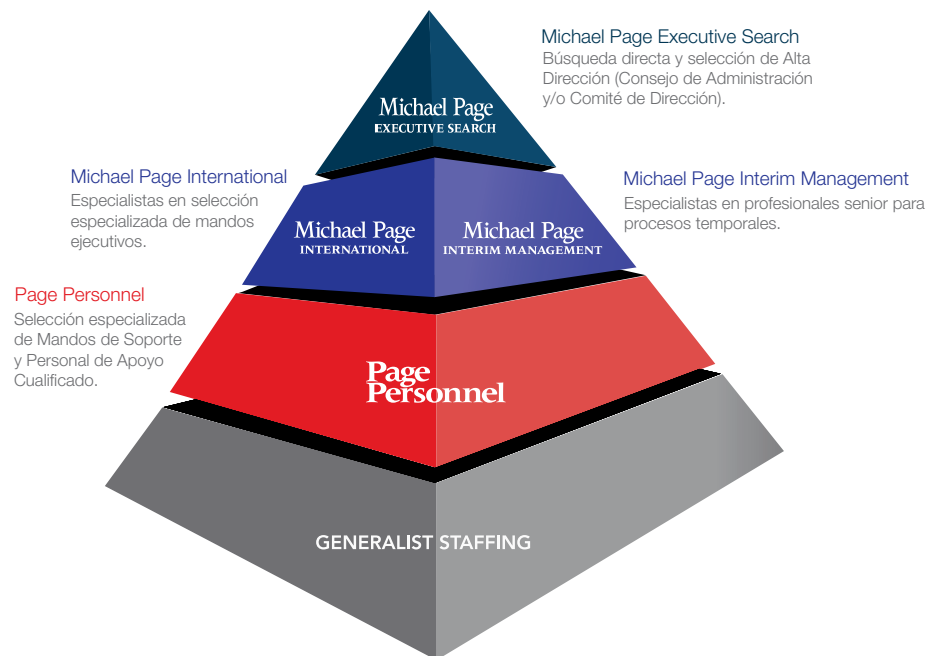 Michael Page Executive Search
Búsqueda directa y selección de Alta
Dirección (Consejo de Administración
y/o Comité de Dirección).
Michael Page
EXECUTIVE SEARCH
Michael Page International
Especialistas en selección
especializada de mandos
ejecutivos.
Michael Page
INTERNATIONAL
Michael Page
INTERIM MANAGEMENT
Michael Page Interim Management
Especialistas en profesionales senior para
procesos temporales.
Page Personnel
Selección especializada
de Mandos de Soporte
y Personal de Apoyo
Cualificado.
Page
Personnel
GENERALIST STAFFING